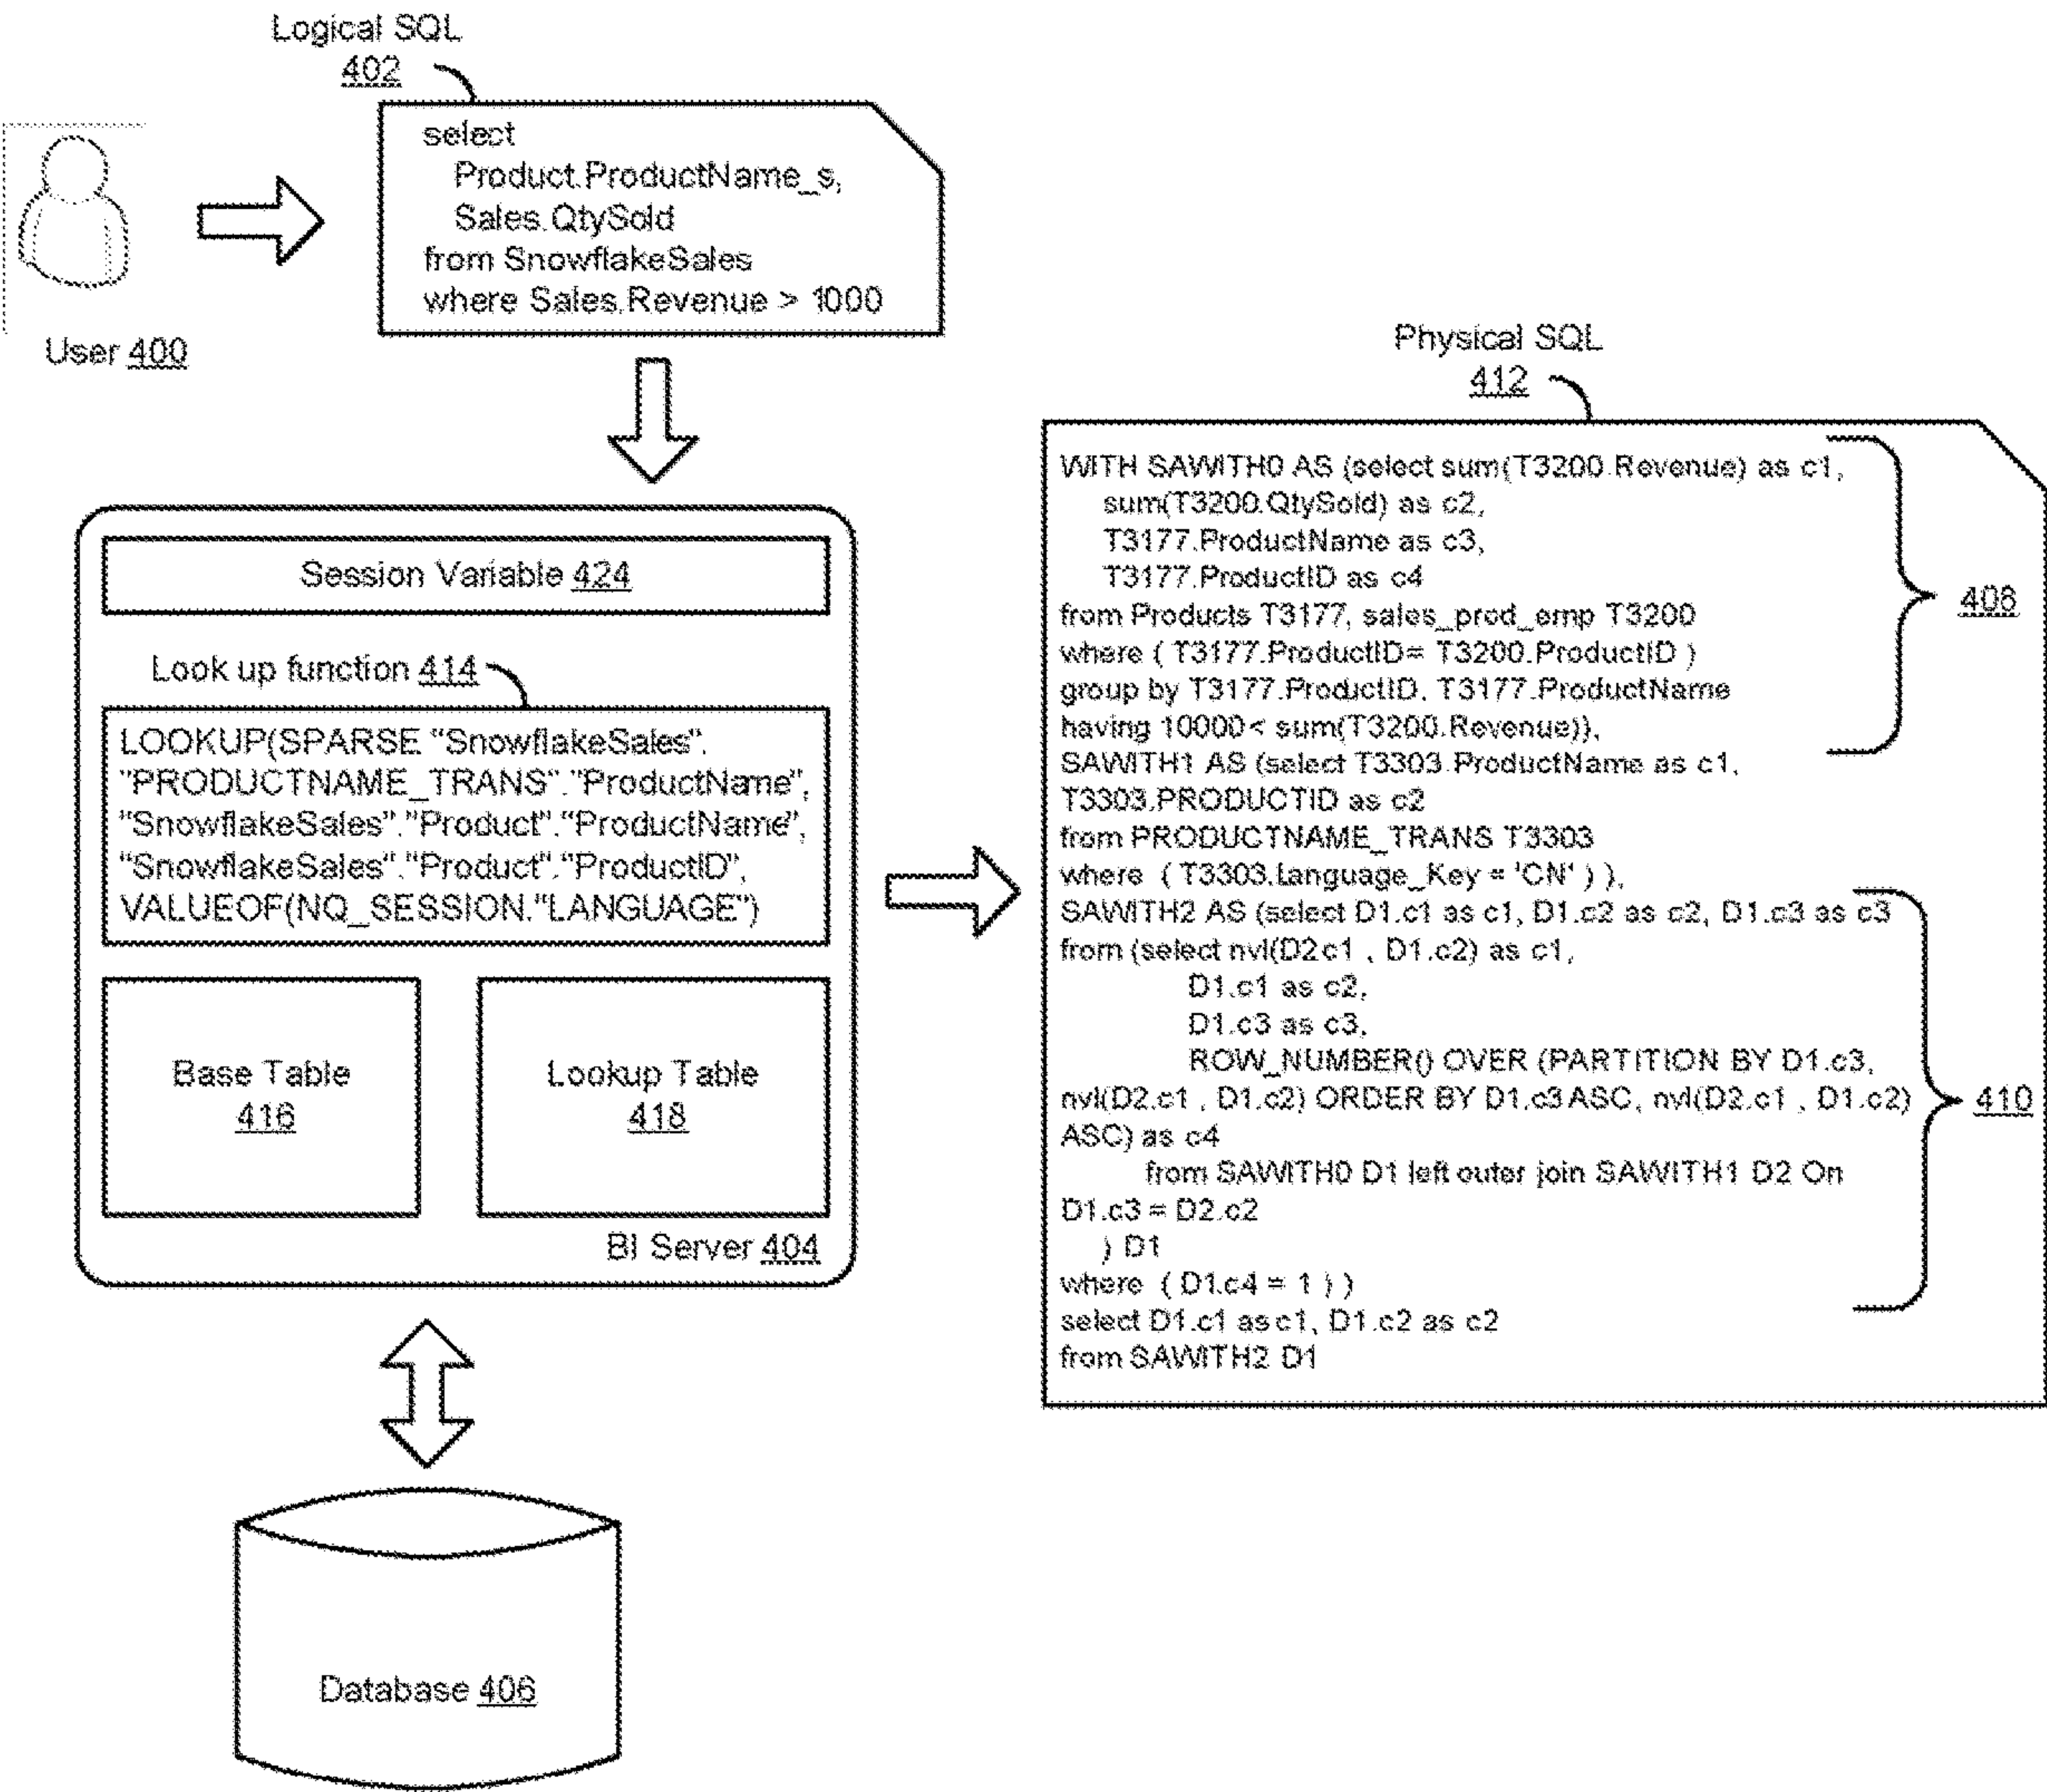 Logical SQL
402
select
Product.ProductName_s,
Sales.QtySold
from SnowflakeSales
where Sales.Revenue > 1000
User 400
Session Variable 424
Look up function 414
LOOKUP(SPARSE "SnowflakeSales".
"PRODUCTNAME_TRANS"."ProductName",
"SnowflakeSales"."Product"."ProductName",
"SnowflakeSales"."Product"."ProductID",
VALUEOF(NQ_SESSION."LANGUAGE")
Base Table
416
Lookup Table
418
BI Server 404
Database 406
Physical SQL
412
WITH SAWITH0 AS (select sum(T3200.Revenue) as c1,
sum(T3200.QtySold) as c2,
T3177.ProductName as c3,
T3177.ProductID as c4
from Products T3177, sales_prod_emp T3200
where ( T3177.ProductID= T3200.ProductID )
group by T3177.ProductID, T3177.ProductName
having 10000 < sum(T3200.Revenue)),
SAWITH1 AS (select T3303.ProductName as c1,
T3303.PRODUCTID as c2
from PRODUCTNAME_TRANS T3303
where ( T3303.Language_Key = 'CN' ) ),
SAWITH2 AS (select D1.c1 as c1, D1.c2 as c2, D1.c3 as c3
from (select nvl(D2.c1 , D1.c2) as c1,
D1.c1 as c2,
D1.c3 as c3,
ROW_NUMBER() OVER (PARTITION BY D1.c3,
nvl(D2.c1 , D1.c2) ORDER BY D1.c3 ASC, nvl(D2.c1 , D1.c2)
ASC) as c4
from SAWITH0 D1 left outer join SAWITH1 D2 On
D1.c3 = D2.c2
) D1
where ( D1.c4 = 1 ) )
select D1.c1 as c1, D1.c2 as c2
from SAWITH2 D1
408
410